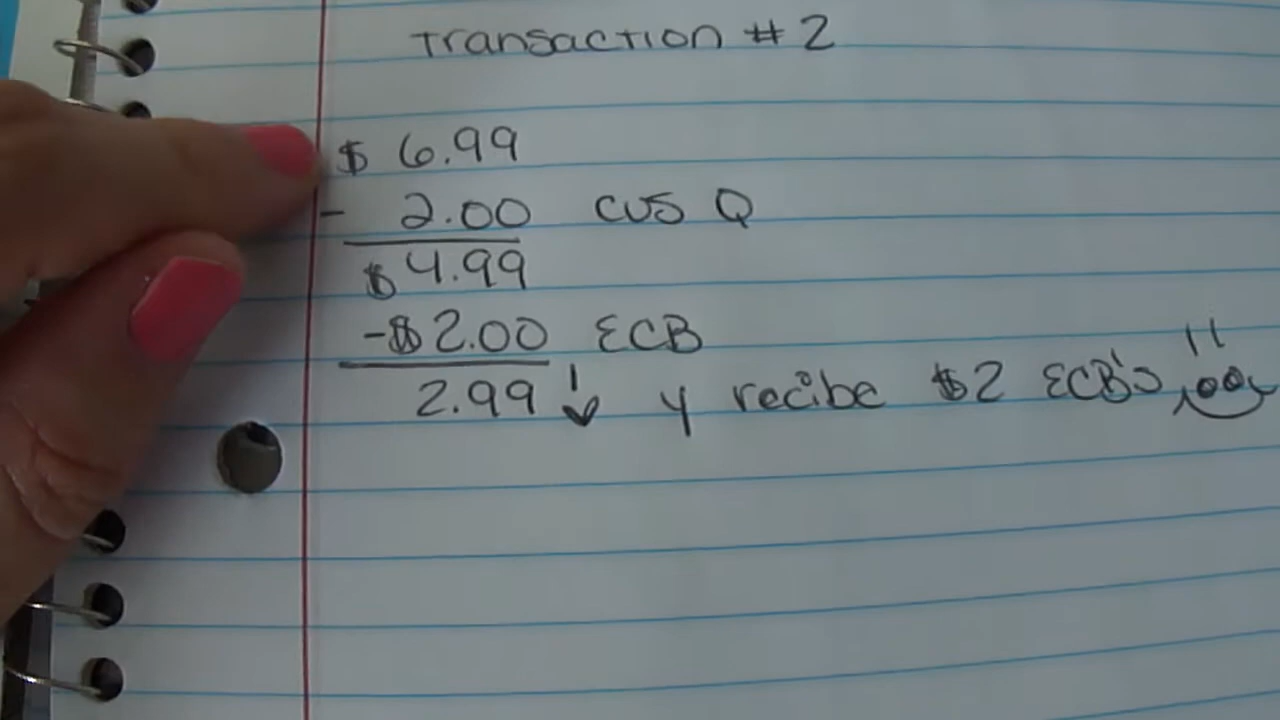 Transaction # 2
$ 6.99
- 2.00 CVS Q
$4.99
-$2.00 ECB
2.99 ↓ y recibe $2 ECB's